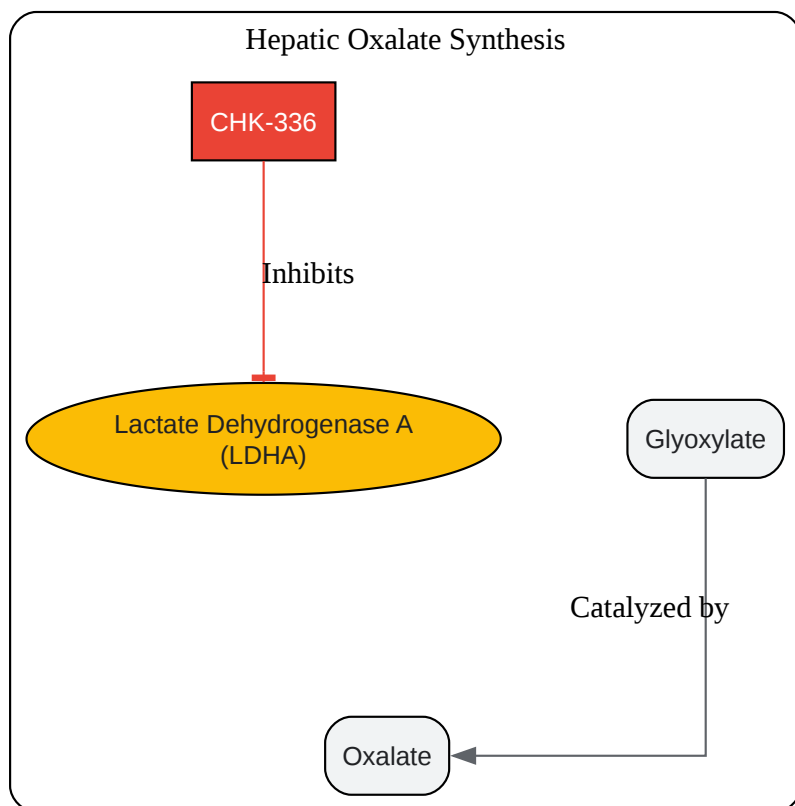 Hepatic Oxalate Synthesis
CHK-336
Inhibits
Lactate Dehydrogenase A
(LDHA)
Glyoxylate
Catalyzed by
Oxalate